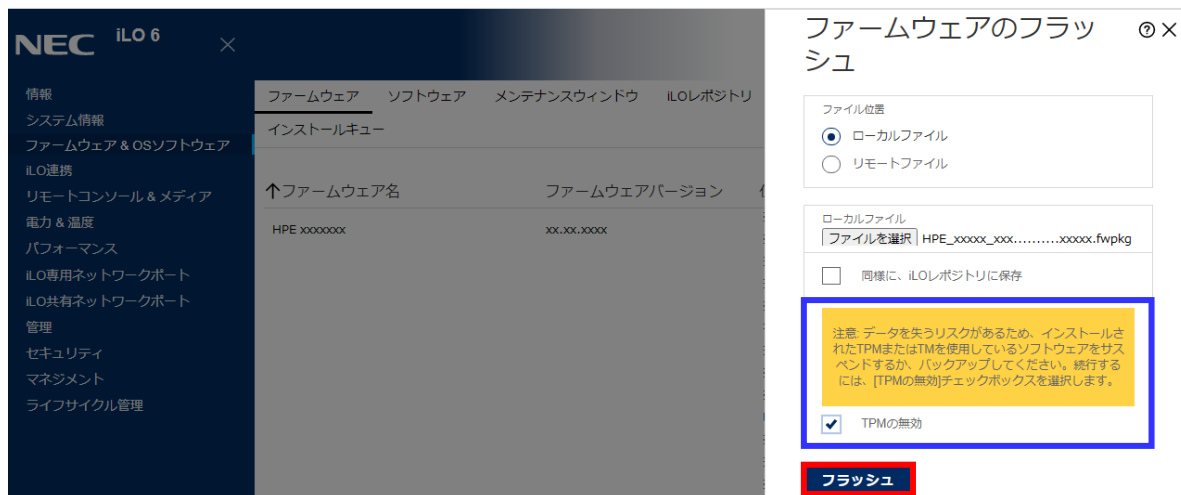 NEC iLO 6
情報
システム情報
ファームウェア & OSソフトウェア
iLO連携
リモートコンソール & メディア
電力 & 温度
パフォーマンス
iLO専用ネットワークポート
iLO共有ネットワークポート
管理
セキュリティ
マネジメント
ライフサイクル管理
ファームウェア ソフトウェア メンテナンスウィンドウ iLOレポジトリ
インストールキュー
↑ファームウェア名 ファームウェアバージョン
HPE xxxxxxx xx.xx.xxxx
ファームウェアのフラッ
シュ
ファイル位置
ローカルファイル
リモートファイル
ローカルファイル
ファイルを選択 HPE_xxxxx_xxx..........xxxxx.fwpkg
同様に、iLOレポジトリに保存
注意: データを失うリスクがあるため、インストールさ
れたTPMまたはTMを使用しているソフトウェアをサス
ペンドするか、バックアップしてください。続行する
には、[TPMの無効]チェックボックスを選択します。
TPMの無効
フラッシュ